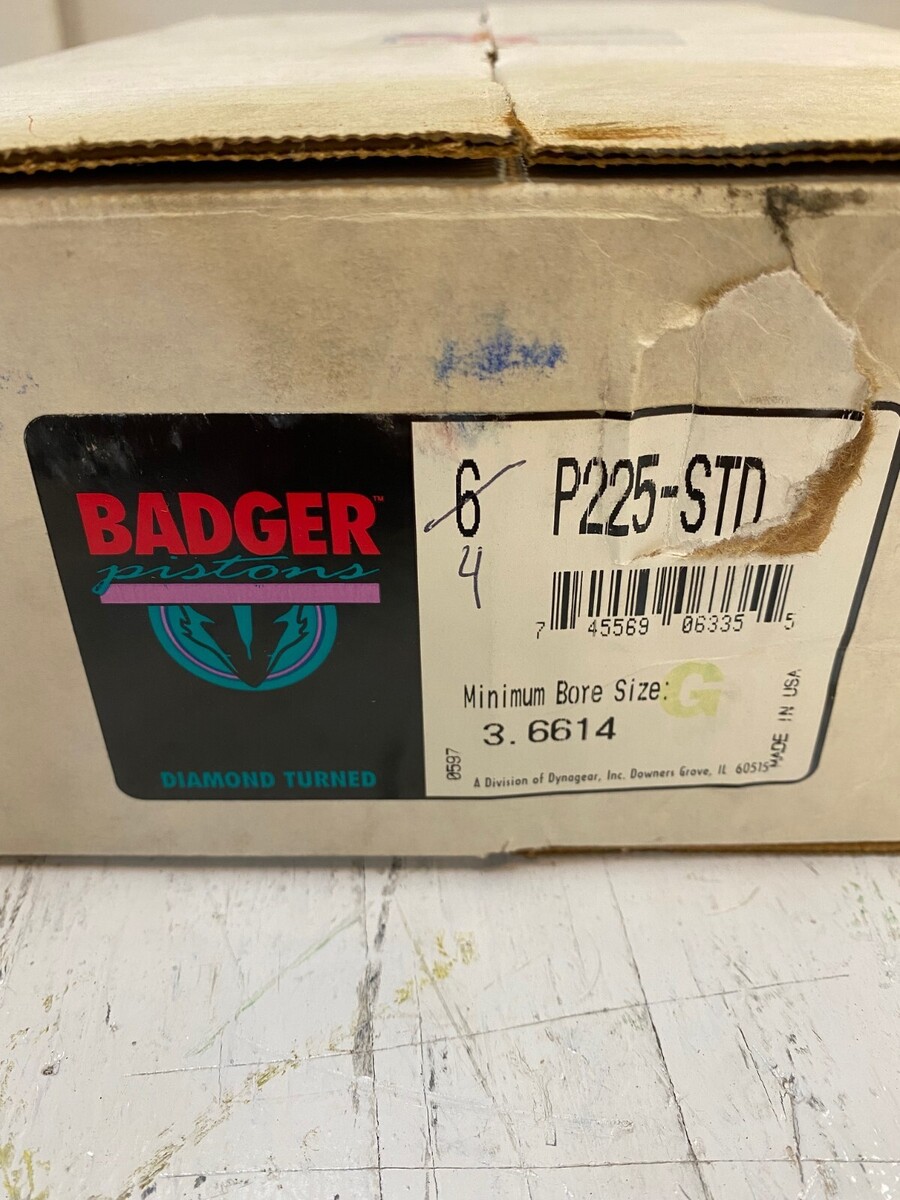 BADGER™
pistons
DIAMOND TURNED
6 P225-STD
4
7 45569 06335 5
Minimum Bore Size: G
3.6614
0597
MADE IN USA
A Division of Dynagear, Inc. Downers Grove, IL 60515